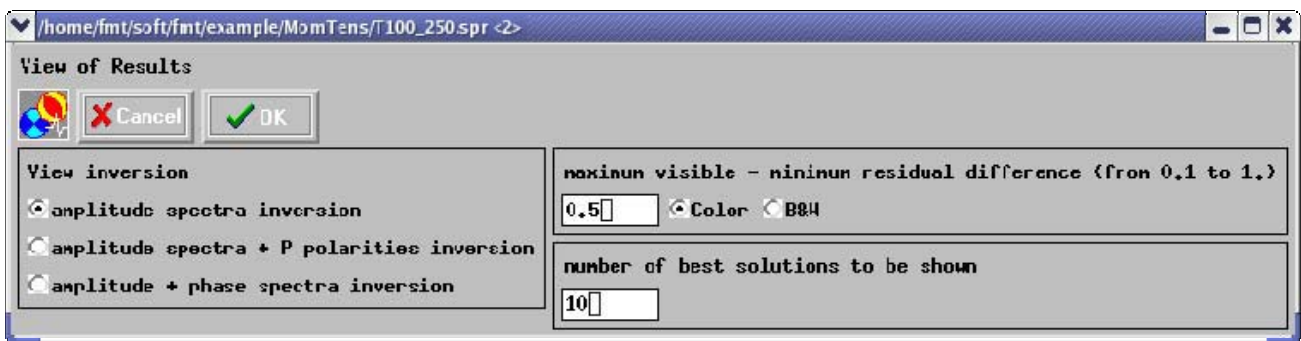 /home/fmt/soft/fmt/example/MomTens/T100_250.spr <2>
View of Results
Cancel OK
View inversion
amplitude spectra inversion
amplitude spectra + P polarities inversion
amplitude + phase spectra inversion
maximum visible - minimum residual difference (from 0.1 to 1.)
0.5 Color B&W
number of best solutions to be shown
10